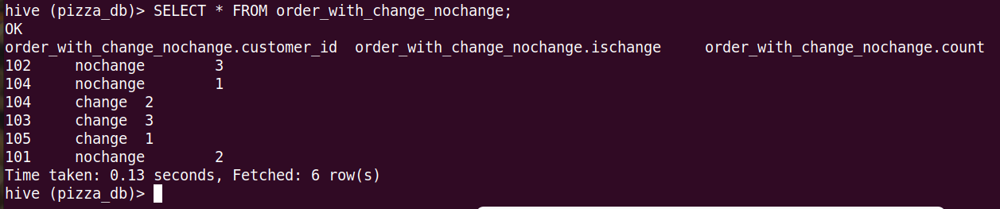 hive (pizza_db)> SELECT * FROM order_with_change_nochange;
OK
order_with_change_nochange.customer_id  order_with_change_nochange.ischange     order_with_change_nochange.count
102     nochange        3
104     nochange        1
104     change  2
103     change  3
105     change  1
101     nochange        2
Time taken: 0.13 seconds, Fetched: 6 row(s)
hive (pizza_db)>